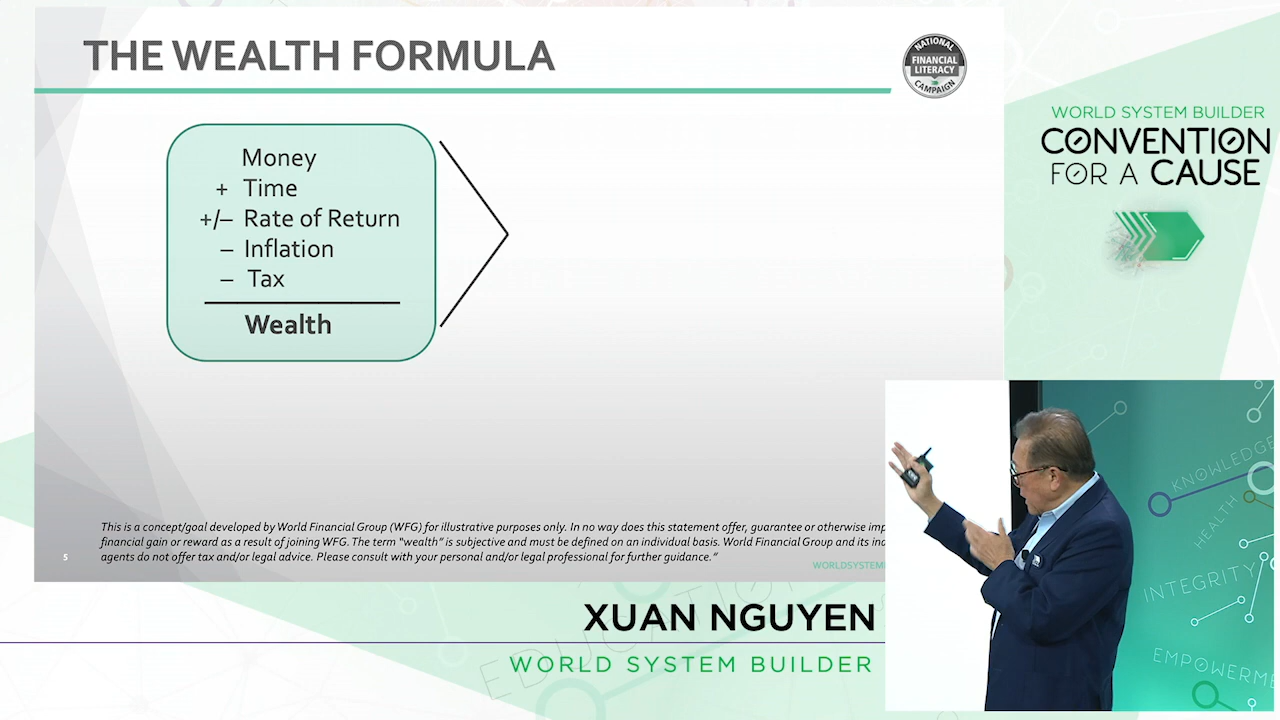 THE WEALTH FORMULA
NATIONAL
FINANCIAL
LITERACY
CAMPAIGN
Money
+ Time
+/– Rate of Return
– Inflation
– Tax
Wealth
This is a concept/goal developed by World Financial Group (WFG) for illustrative purposes only. In no way does this statement offer, guarantee or otherwise
financial gain or reward as a result of joining WFG. The term "wealth" is subjective and must be defined on an individual basis. World Financial Group and its
agents do not offer tax and/or legal advice. Please consult with your personal and/or legal professional for further guidance."
5
WORLD SYSTEM BUILDER
CONVENTION
FOR A CAUSE
KNOWLEDGE
HEALTH
INTEGRITY
XUAN NGUYEN
WORLD SYSTEM BUILDER